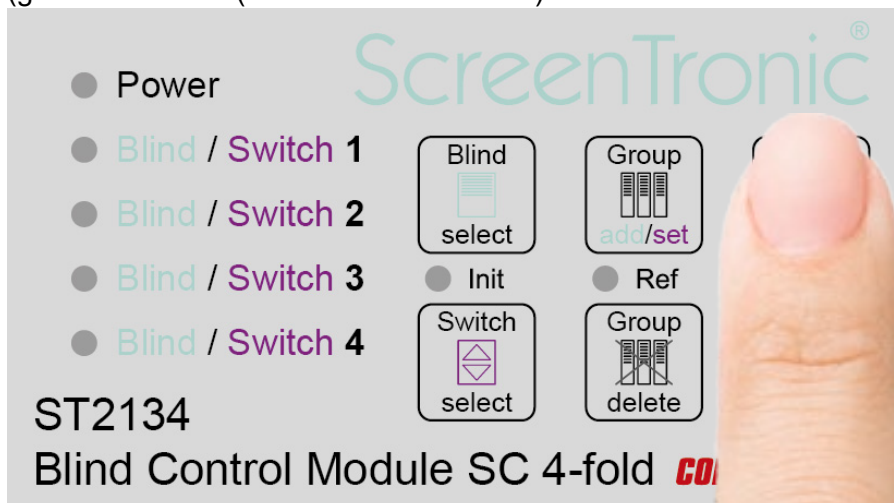 ScreenTronic®
Power
Blind / Switch 1
Blind / Switch 2
Blind / Switch 3
Blind / Switch 4
Blind
select
Group
add/set
Init
Ref
Switch
select
Group
delete
ST2134
Blind Control Module SC 4-fold